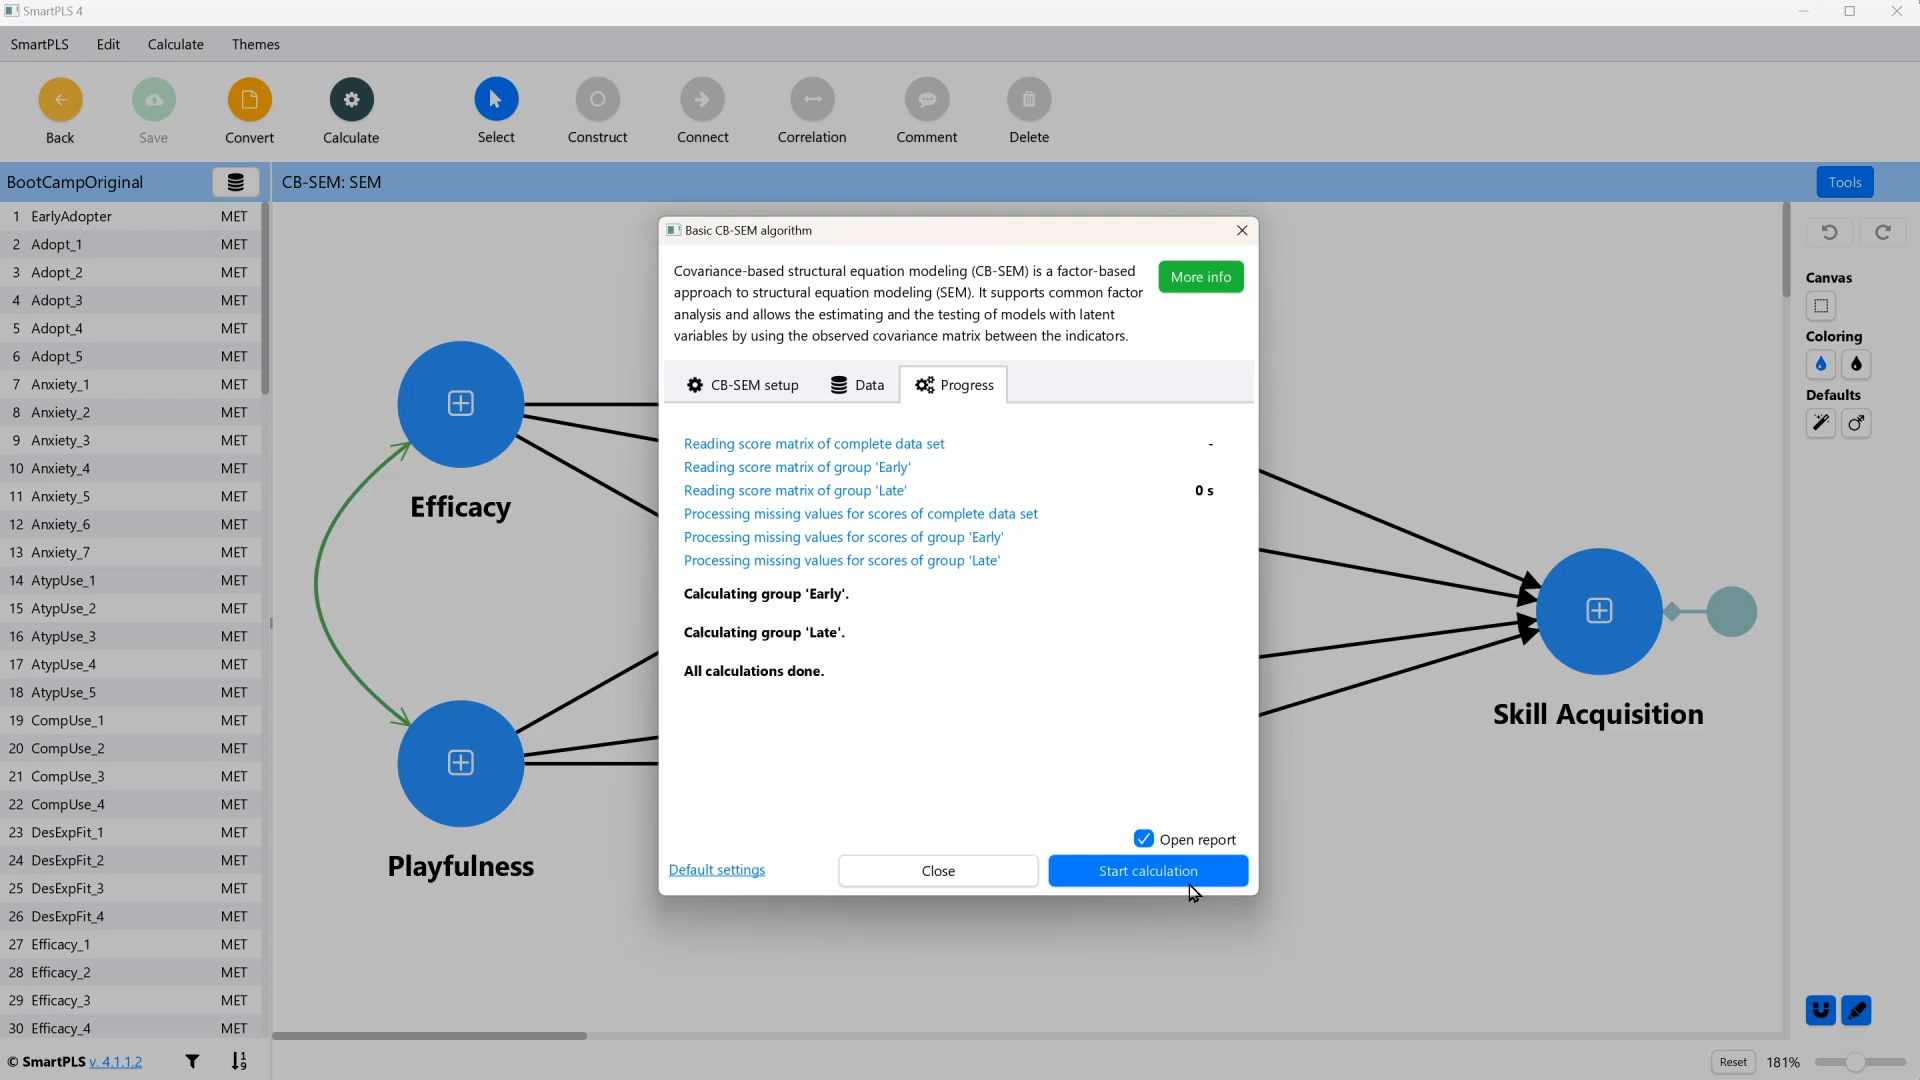 SmartPLS 4
SmartPLS Edit Calculate Themes
Back Save Convert Calculate Select Construct Connect Correlation Comment Delete
BootCampOriginal
CB-SEM: SEM
Tools
1 EarlyAdopter MET
2 Adopt_1 MET
3 Adopt_2 MET
4 Adopt_3 MET
5 Adopt_4 MET
6 Adopt_5 MET
7 Anxiety_1 MET
8 Anxiety_2 MET
9 Anxiety_3 MET
10 Anxiety_4 MET
11 Anxiety_5 MET
12 Anxiety_6 MET
13 Anxiety_7 MET
14 AtypUse_1 MET
15 AtypUse_2 MET
16 AtypUse_3 MET
17 AtypUse_4 MET
18 AtypUse_5 MET
19 CompUse_1 MET
20 CompUse_2 MET
21 CompUse_3 MET
22 CompUse_4 MET
23 DesExpFit_1 MET
24 DesExpFit_2 MET
25 DesExpFit_3 MET
26 DesExpFit_4 MET
27 Efficacy_1 MET
28 Efficacy_2 MET
29 Efficacy_3 MET
30 Efficacy_4 MET
© SmartPLS v. 4.1.1.2
Efficacy
Playfulness
Basic CB-SEM algorithm
Covariance-based structural equation modeling (CB-SEM) is a factor-based
approach to structural equation modeling (SEM). It supports common factor
analysis and allows the estimating and the testing of models with latent
variables by using the observed covariance matrix between the indicators.
More info
CB-SEM setup Data Progress
Reading score matrix of complete data set -
Reading score matrix of group 'Early'
Reading score matrix of group 'Late' 0 s
Processing missing values for scores of complete data set
Processing missing values for scores of group 'Early'
Processing missing values for scores of group 'Late'
Calculating group 'Early'.
Calculating group 'Late'.
All calculations done.
Open report
Default settings Close Start calculation
Skill Acquisition
Canvas
Coloring
Defaults
Reset 181%